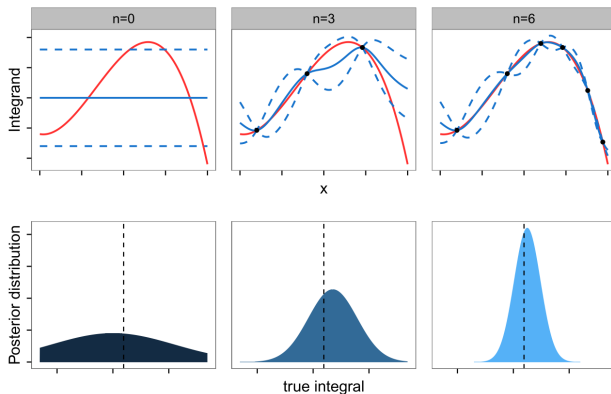 n=0
n=3
n=6
Integrand
x
Posterior distribution
true integral